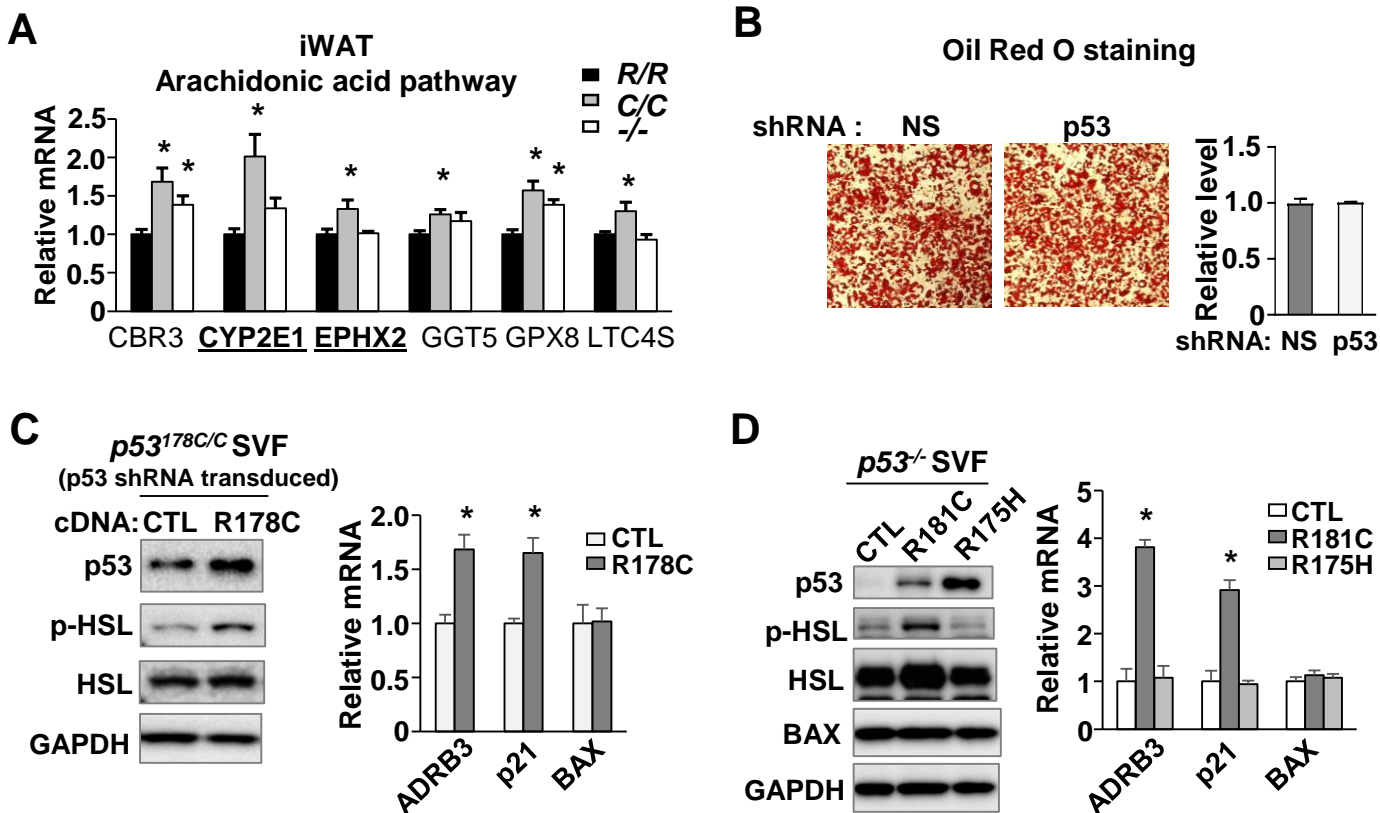 A
iWAT
Arachidonic acid pathway
R/R
C/C
-/-
Relative mRNA
2.5
2.0
1.5
1.0
0.5
0
* * * * * * * *
CBR3 CYP2E1 EPHX2 GGT5 GPX8 LTC4S
B
Oil Red O staining
shRNA : NS p53
Relative level
1.5
1.0
0.5
0
shRNA: NS p53
C
p53178C/C SVF
(p53 shRNA transduced)
cDNA: CTL R178C
p53
p-HSL
HSL
GAPDH
Relative mRNA
2.0
1.5
1.0
0.5
0
* *
CTL
R178C
ADRB3 p21 BAX
D
p53-/- SVF
CTL R181C R175H
p53
p-HSL
HSL
BAX
GAPDH
Relative mRNA
5
4
3
2
1
0
* *
CTL
R181C
R175H
ADRB3 p21 BAX